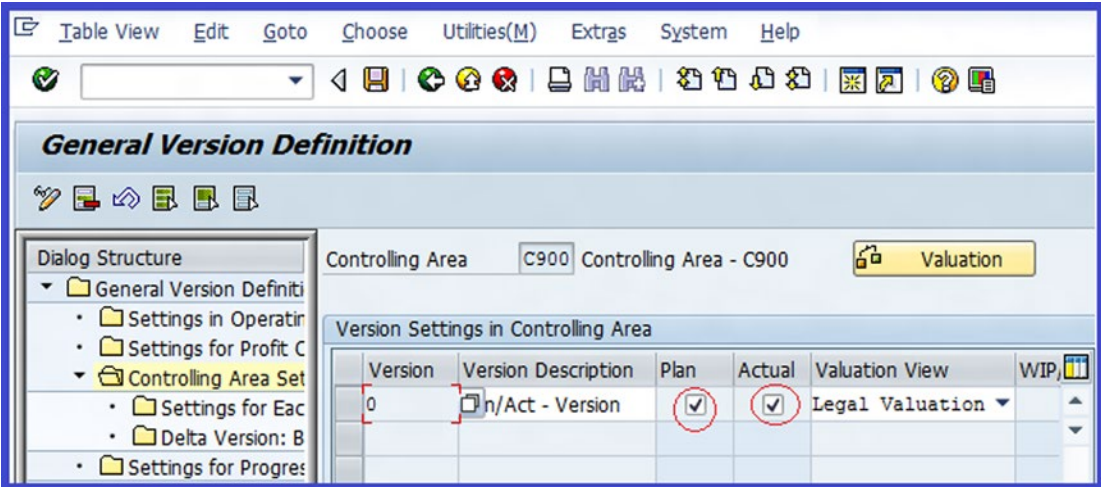 Table View Edit Goto Choose Utilities(M) Extras System Help
General Version Definition
Dialog Structure
General Version Definiti
Settings in Operatin
Settings for Profit C
Controlling Area Set
Settings for Eac
Delta Version: B
Settings for Progres
Controlling Area C900 Controlling Area - C900 Valuation
Version Settings in Controlling Area
Version Version Description Plan Actual Valuation View WIP/
0 n/Act - Version Legal Valuation